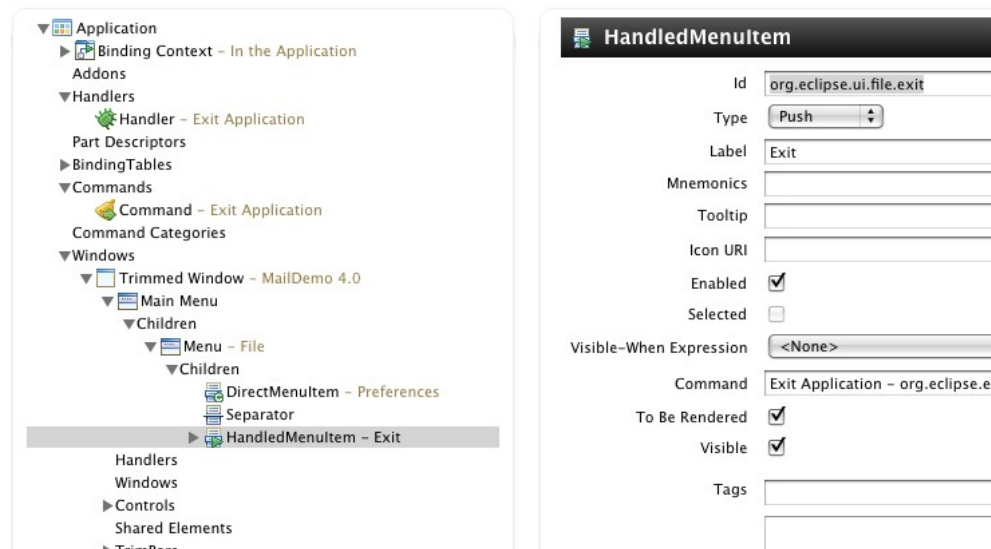 Application
Binding Context – In the Application
Addons
Handlers
Handler – Exit Application
Part Descriptors
BindingTables
Commands
Command – Exit Application
Command Categories
Windows
Trimmed Window – MailDemo 4.0
Main Menu
Children
Menu – File
Children
DirectMenuItem – Preferences
Separator
HandledMenuItem – Exit
Handlers
Windows
Controls
Shared Elements
TrimBars
HandledMenuItem
Id org.eclipse.ui.file.exit
Type Push
Label Exit
Mnemonics
Tooltip
Icon URI
Enabled
Selected
Visible-When Expression <None>
Command Exit Application – org.eclipse.e
To Be Rendered
Visible
Tags